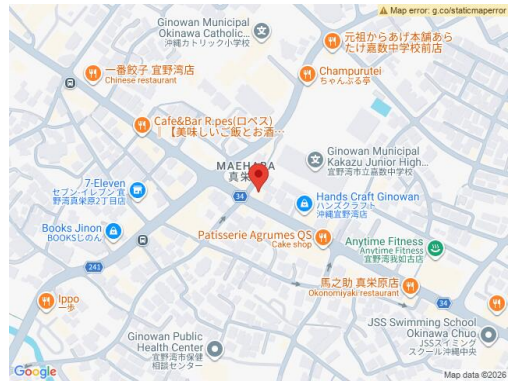 Map error: g.co/staticmaperror
Ginowan Municipal
Okinawa Catholic...
沖縄カトリック小学校
元祖からあげ本舗あら
たけ嘉数中学校前店
一番餃子 宜野湾店
Chinese restaurant
Champurutei
ちゃんぷる亭
Cafe&Bar R.pes(ロペス)
‖【美味しいご飯とお酒…
MAEHARA
真栄
Ginowan Municipal
Kakazu Junior High...
宜野湾市立嘉数中学校
7-Eleven
セブン-イレブン 宜
野湾真栄原2丁目店
34
Hands Craft Ginowan
ハンズクラフト
沖縄宜野湾店
Books Jinon
BOOKSじのん
Patisserie Agrumes QS
Cake shop
Anytime Fitness
Anytime Fitness
宜野湾我如古店
241
馬之助 真栄原店
Okonomiyaki restaurant
Ippo
一歩
34
JSS Swimming School
Okinawa Chuo
JSSスイミング
スクール沖縄中央
Ginowan Public
Health Center
宜野湾市保健
相談センター
Google
Map data ©2026